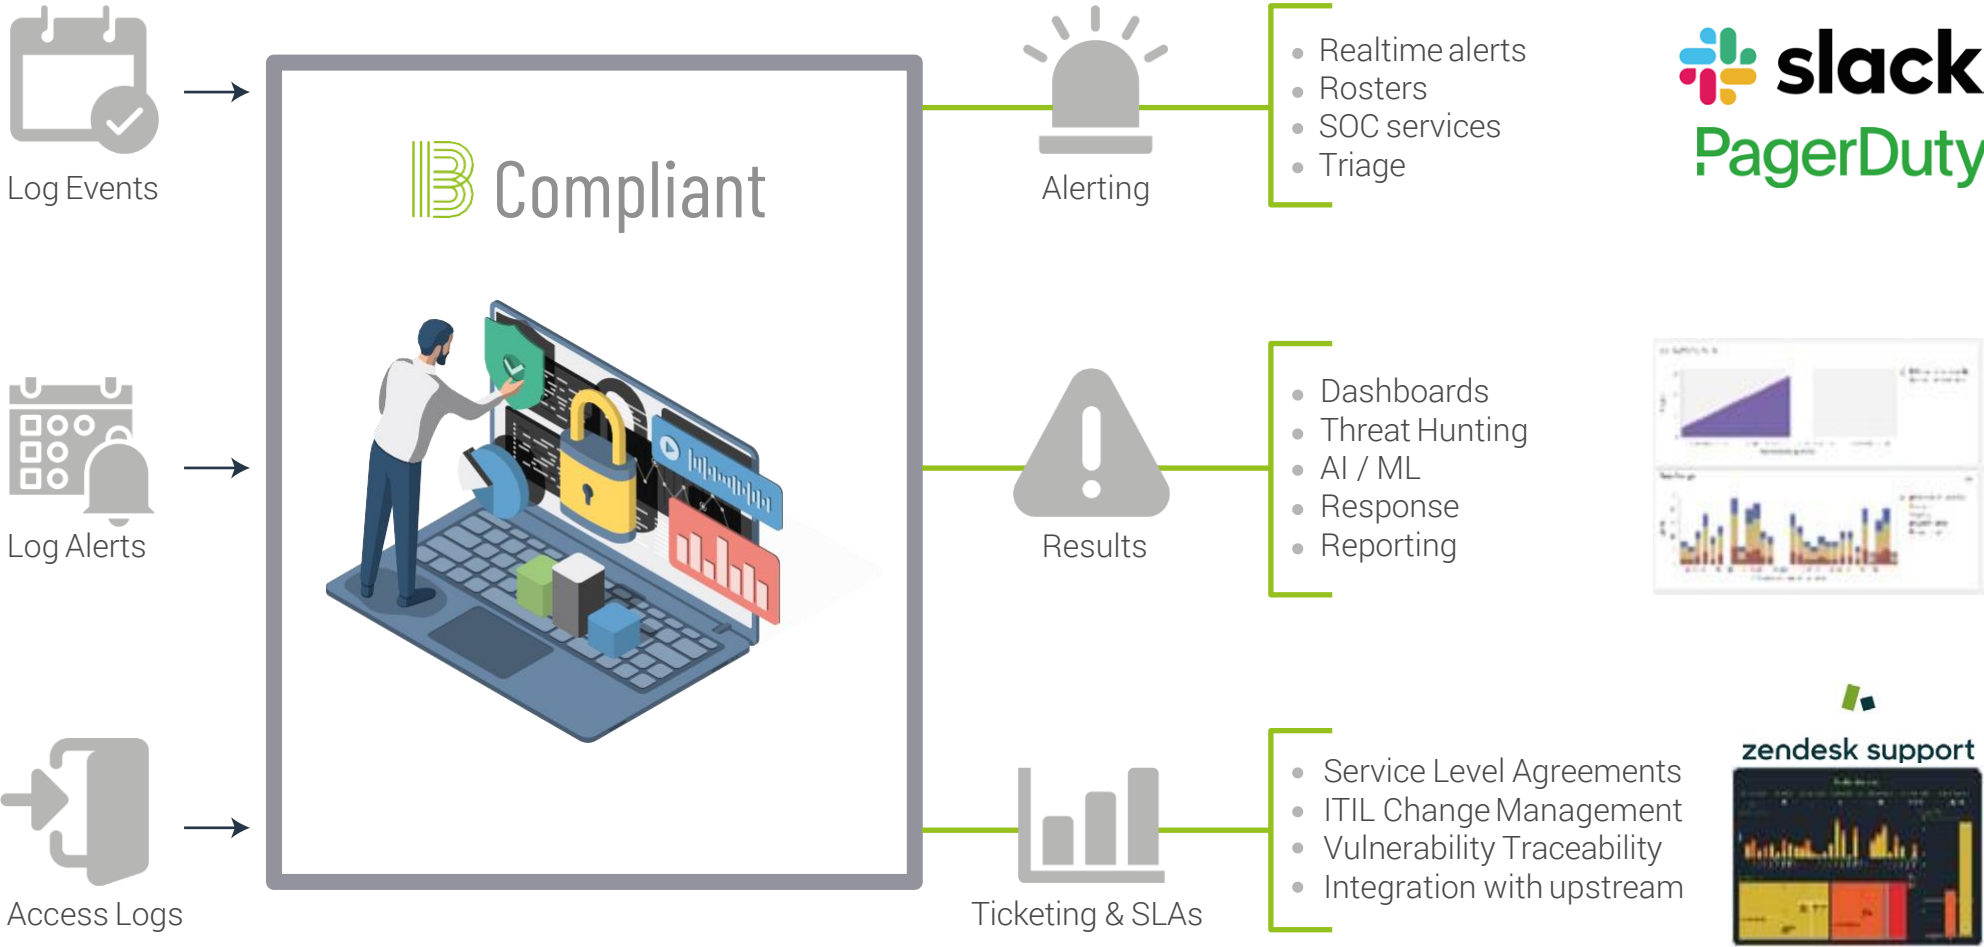 Log Events
Log Alerts
Access Logs
B Compliant
Alerting
Realtime alerts
Rosters
SOC services
Triage
slack
PagerDuty
Results
Dashboards
Threat Hunting
AI / ML
Response
Reporting
Ticketing & SLAs
Service Level Agreements
ITIL Change Management
Vulnerability Traceability
Integration with upstream
zendesk support